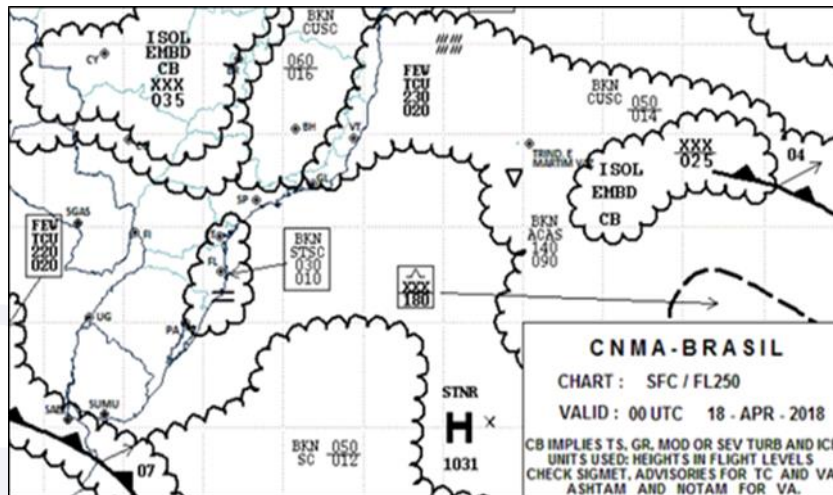 ISOL
EMBD
CB
XXX
035
CY
BKN
CUSC
060
016
BH
VT
FEW
TCU
230
020
BKN
CUSC
050
014
TRIND. E
MARTIM
XXX
025
ISOL
EMBD
CB
04
GL
SP
SGAS
FI
FEW
TCU
220
020
FL
BKN
STSC
030
010
BKN
ACAS
140
090
XXX
180
UG
PA
SUMU
07
BKN
SC
050
012
STNR
H
X
1031
CNMA-BRASIL
CHART : SFC / FL250
VALID : 00 UTC 18 - APR - 2018
CB IMPLIES TS, GR, MOD OR SEV TURB AND ICE
UNITS USED: HEIGHTS IN FLIGHT LEVELS
CHECK SIGMET, ADVISORIES FOR TC AND VA
ASHTAM AND NOTAM FOR VA.